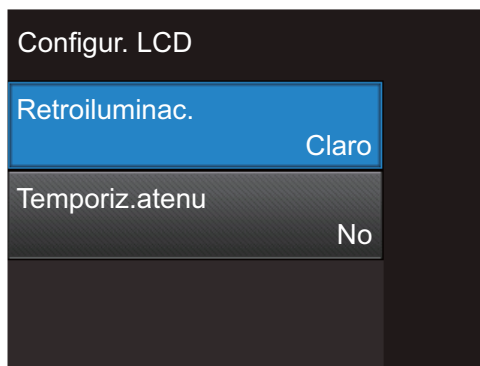 Configur. LCD
Retroiluminac.
Claro
Temporiz.atenu
No